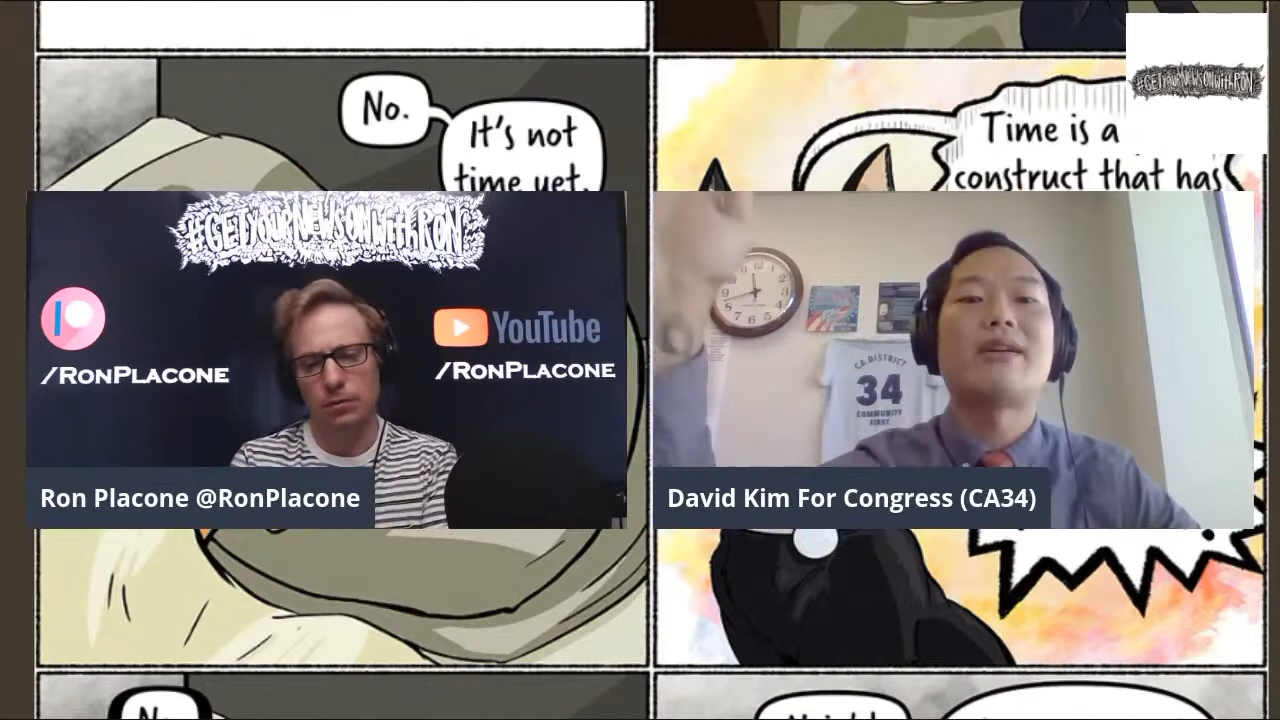 No.
It's not
time yet.
Time is a
construct that has
#GETYOURNEWSONWITHRON
#GETYOURNEWSONWITHRON
YouTube
/RONPLACONE
/RONPLACONE
CA DISTRICT
34
COMMUNITY
FIRST
Ron Placone @RonPlacone
David Kim For Congress (CA34)